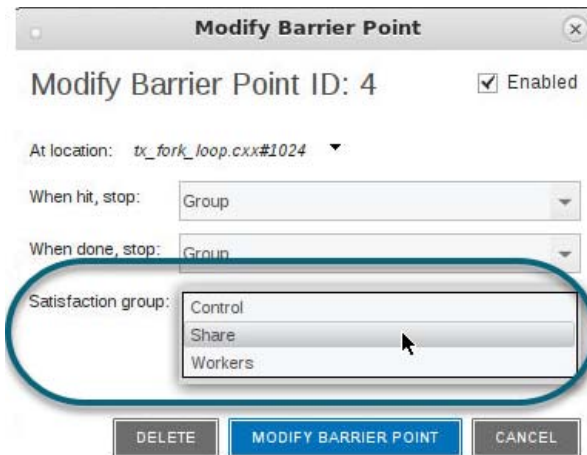 Modify Barrier Point
Modify Barrier Point ID: 4
Enabled
At location: tx_fork_loop.cxx#1024
When hit, stop: Group
When done, stop: Group
Satisfaction group:
Control
Share
Workers
DELETE MODIFY BARRIER POINT CANCEL